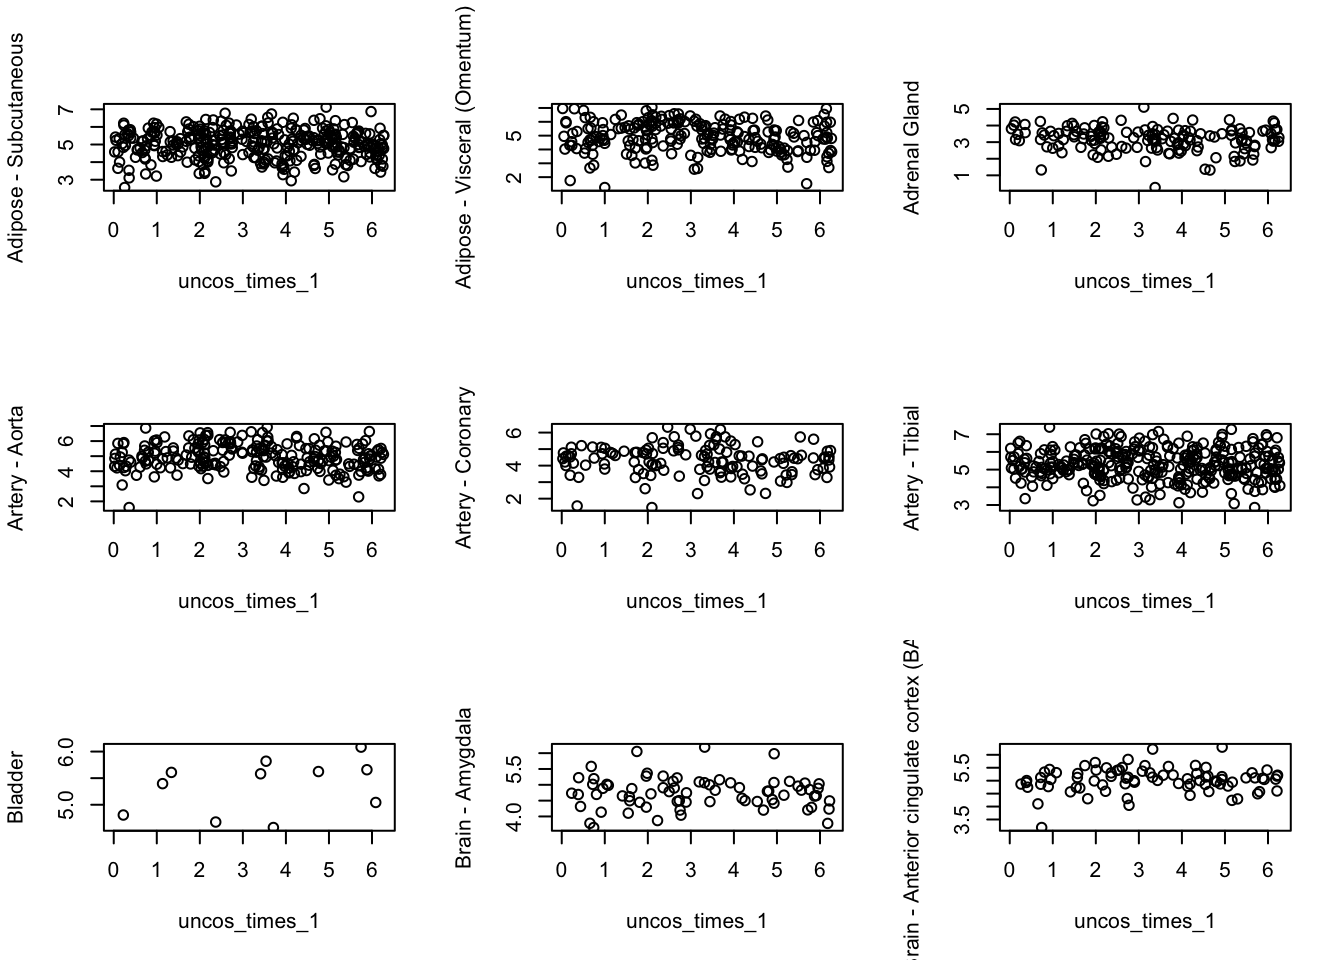 Adipose - Subcutaneous
3 5 7
0 1 2 3 4 5 6
uncos_times_1
Adipose - Visceral (Omentum)
2 5
0 1 2 3 4 5 6
uncos_times_1
Adrenal Gland
1 3 5
0 1 2 3 4 5 6
uncos_times_1
Artery - Aorta
2 4 6
0 1 2 3 4 5 6
uncos_times_1
Artery - Coronary
2 4 6
0 1 2 3 4 5 6
uncos_times_1
Artery - Tibial
3 5 7
0 1 2 3 4 5 6
uncos_times_1
Bladder
5.0 6.0
0 1 2 3 4 5 6
uncos_times_1
Brain - Amygdala
4.0 5.5
0 1 2 3 4 5 6
uncos_times_1
rain - Anterior cingulate cortex (BA
3.5 5.5
0 1 2 3 4 5 6
uncos_times_1